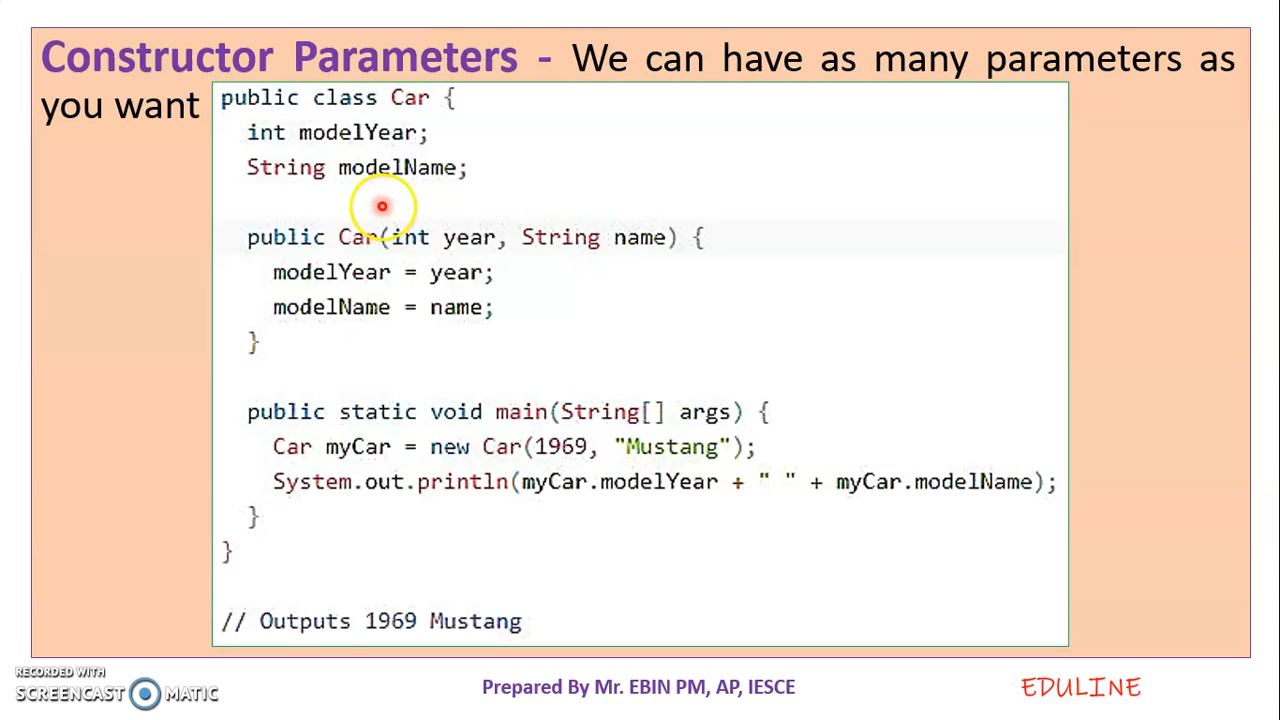 Constructor Parameters - We can have as many parameters as
you want
public class Car {
int modelYear;
String modelName;
public Car(int year, String name) {
modelYear = year;
modelName = name;
}
public static void main(String[] args) {
Car myCar = new Car(1969, "Mustang");
System.out.println(myCar.modelYear + " " + myCar.modelName);
}
}
// Outputs 1969 Mustang
RECORDED WITH
SCREENCAST MATIC
Prepared By Mr. EBIN PM, AP, IESCE
EDULINE